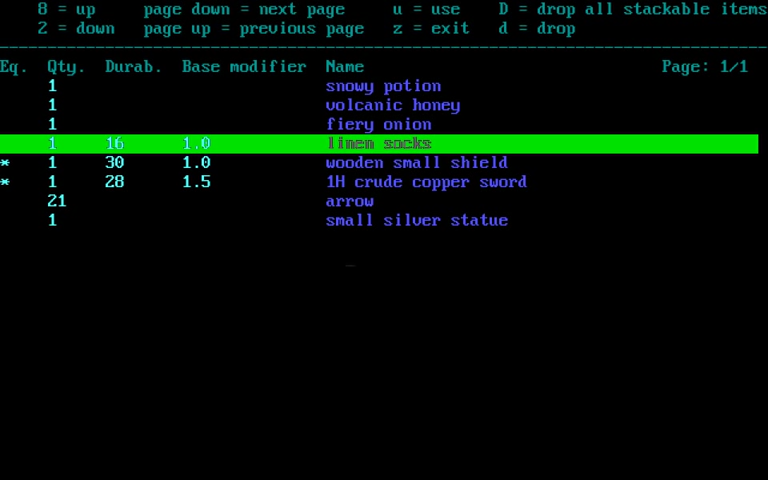 8 = up page down = next page u = use D = drop all stackable items
2 = down page up = previous page z = exit d = drop
Eq. Qty. Durab. Base modifier Name Page: 1/1
1 snowy potion
1 volcanic honey
1 fiery onion
1 16 1.0 linen socks
* 1 30 1.0 wooden small shield
* 1 28 1.5 1H crude copper sword
21 arrow
1 small silver statue